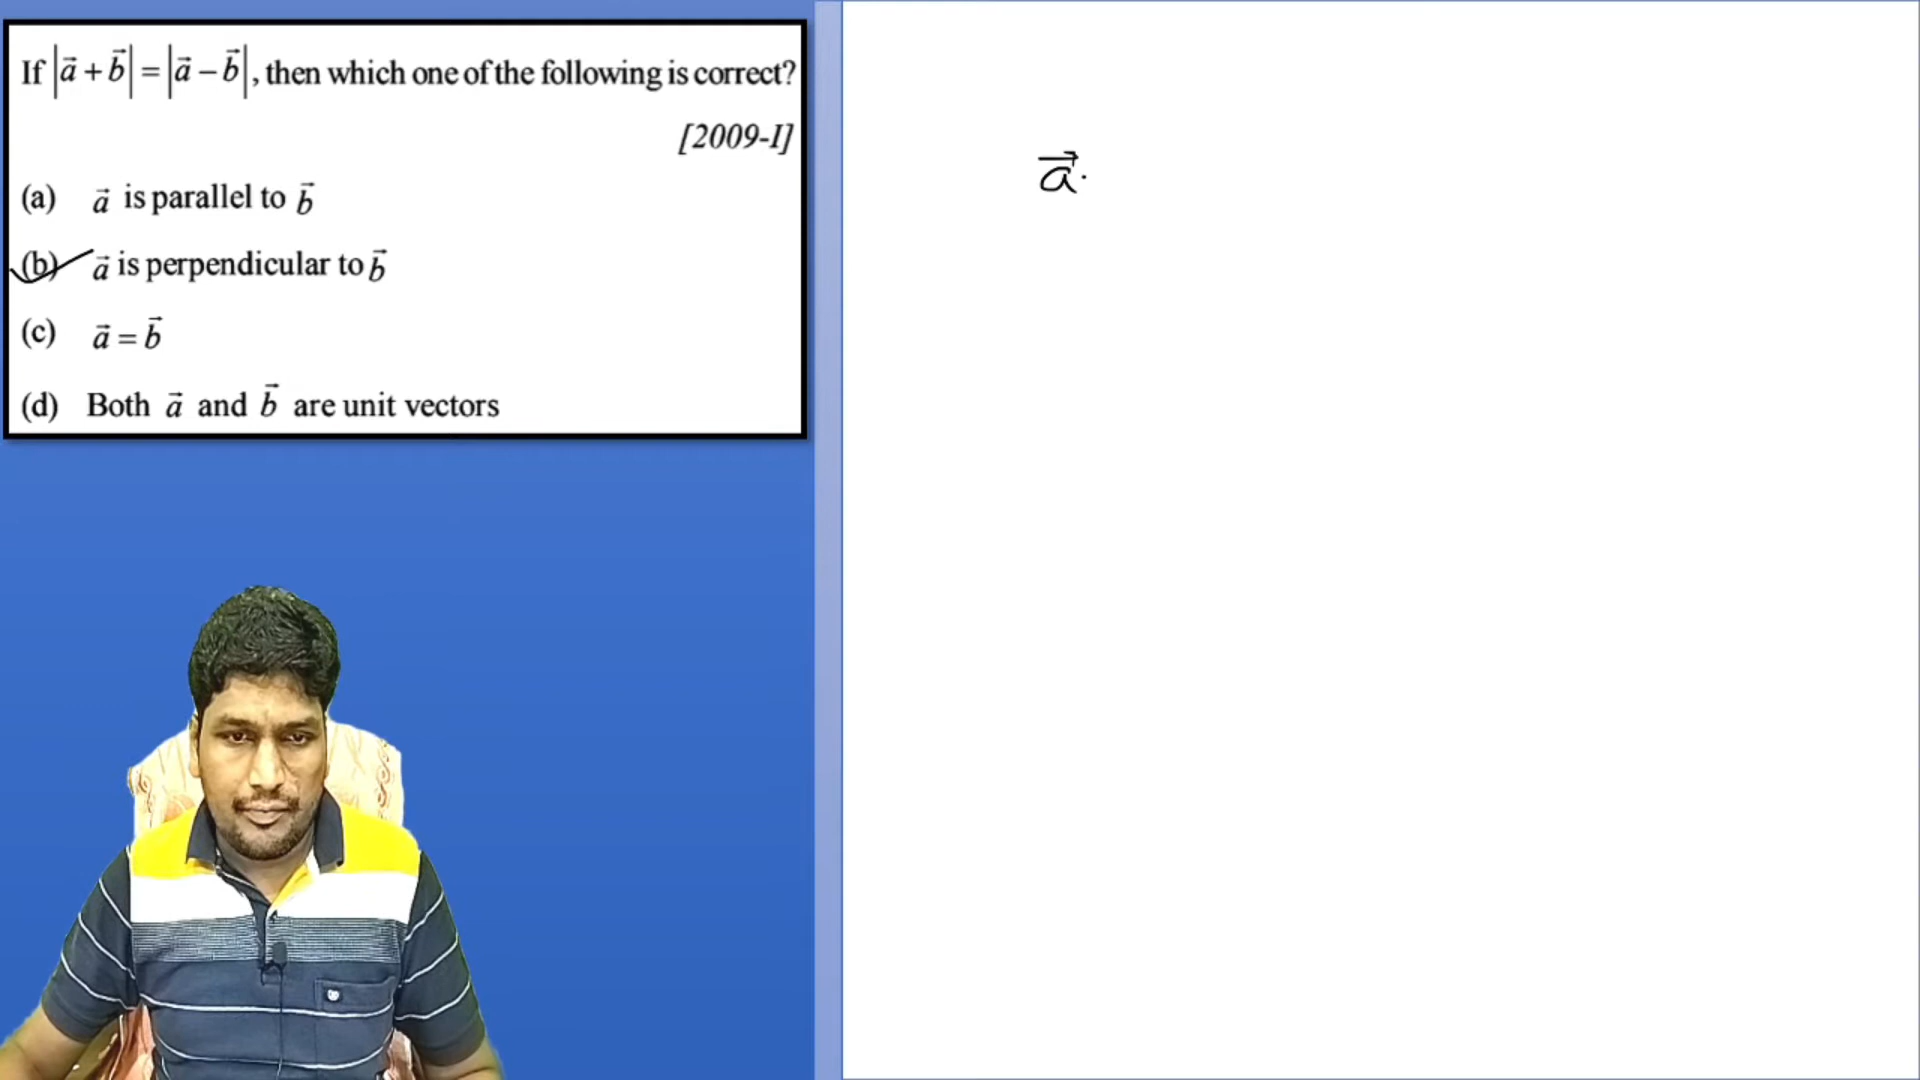 If |a⃗ + b⃗| = |a⃗ − b⃗|, then which one of the following is correct?
[2009-I]
(a) a⃗ is parallel to b⃗
(b) a⃗ is perpendicular to b⃗
(c) a⃗ = b⃗
(d) Both a⃗ and b⃗ are unit vectors
a⃗·